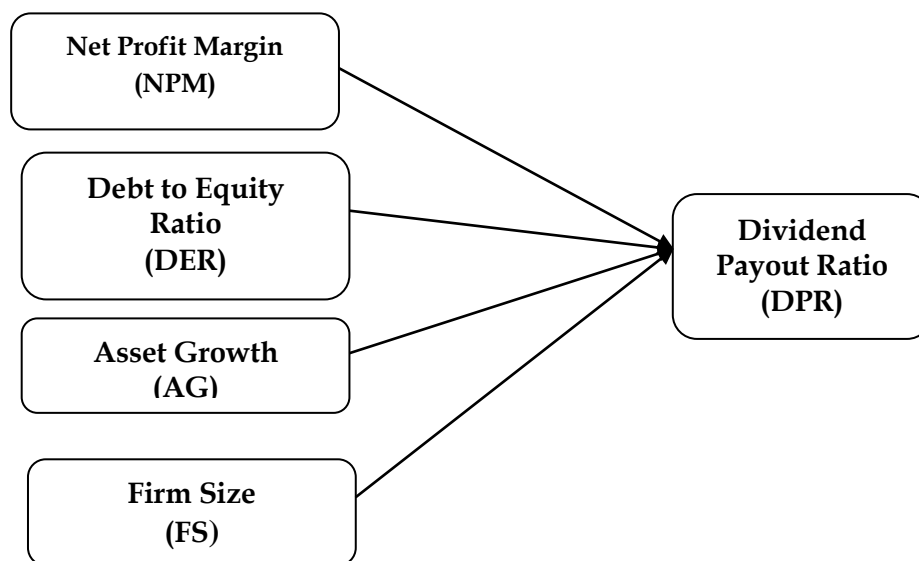 Net Profit Margin
(NPM)
Debt to Equity
Ratio
(DER)
Asset Growth
(AG)
Firm Size
(FS)
Dividend
Payout Ratio
(DPR)